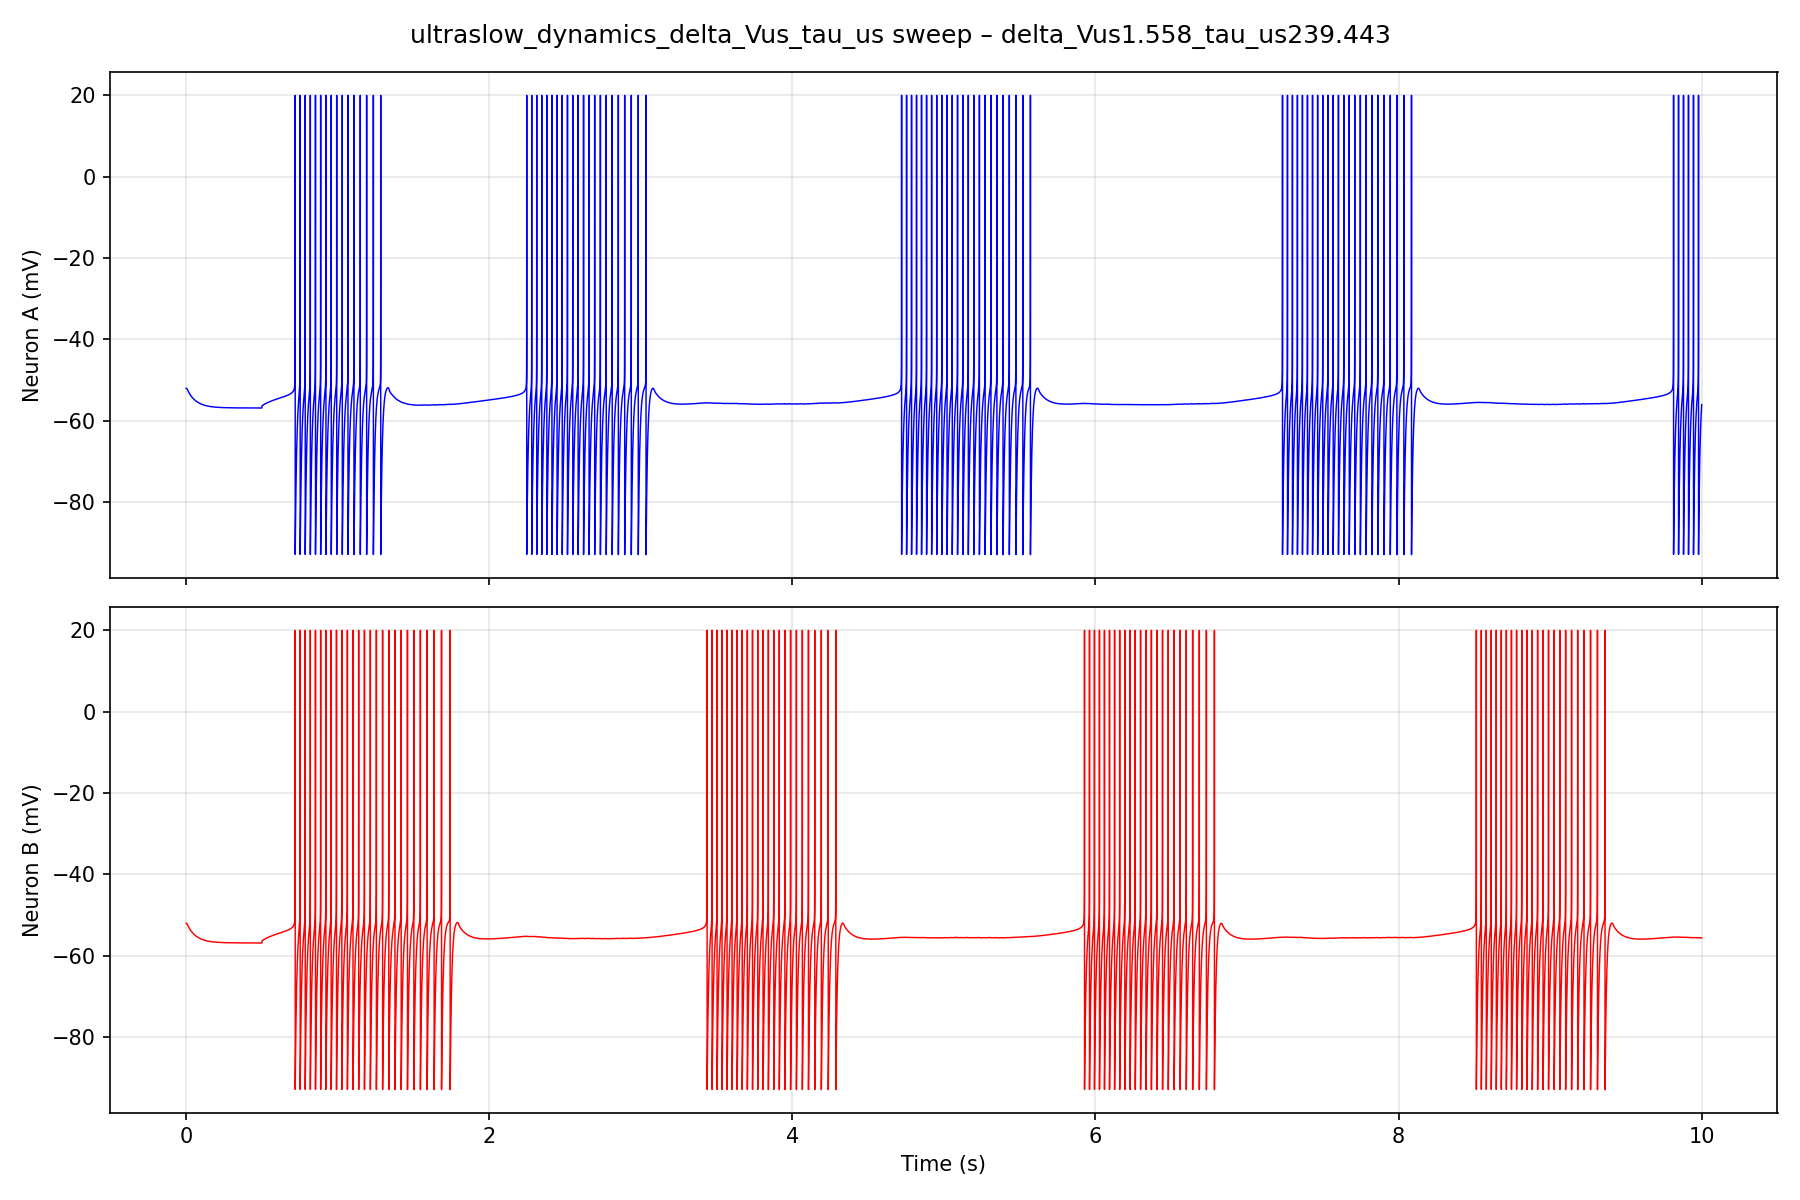 ultraslow_dynamics_delta_Vus_tau_us sweep – delta_Vus1.558_tau_us239.443
20
0
−20
−40
−60
−80
Neuron A (mV)
20
0
−20
−40
−60
−80
Neuron B (mV)
0 2 4 6 8 10
Time (s)